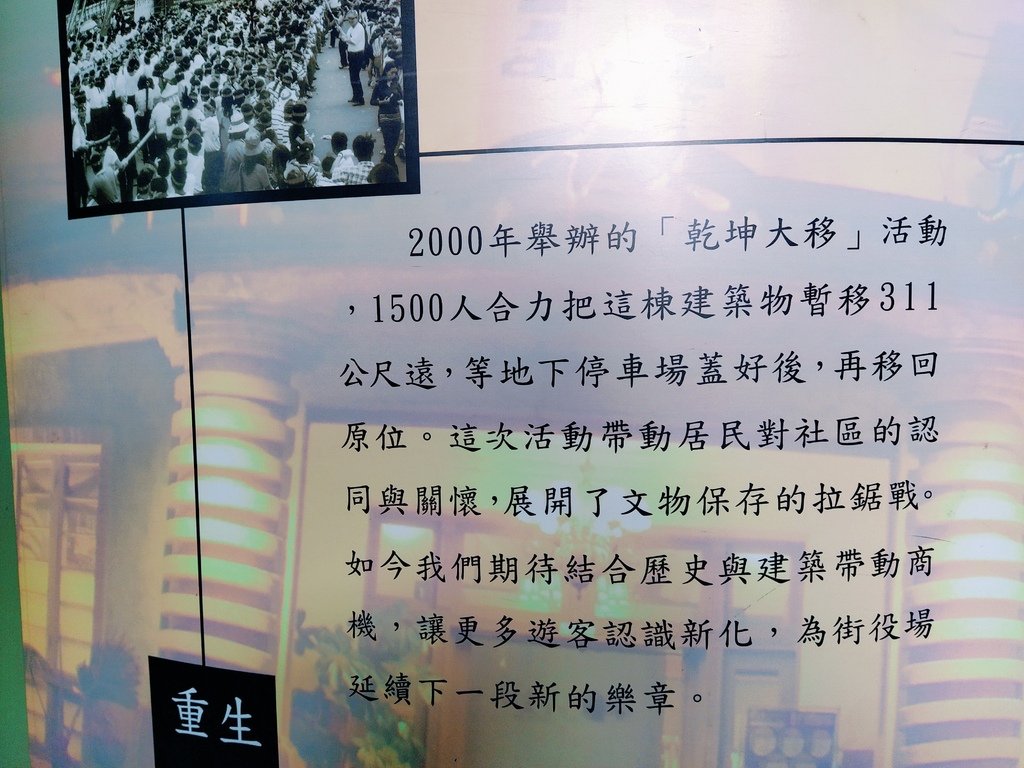 2000年舉辦的「乾坤大移」活動
，1500人合力把這棟建築物暫移311
公尺遠，等地下停車場蓋好後，再移回
原位。這次活動帶動居民對社區的認
同與關懷，展開了文物保存的拉鋸戰。
如今我們期待結合歷史與建築帶動商
機，讓更多遊客認識新化，為街役場
延續下一段新的樂章。
重生